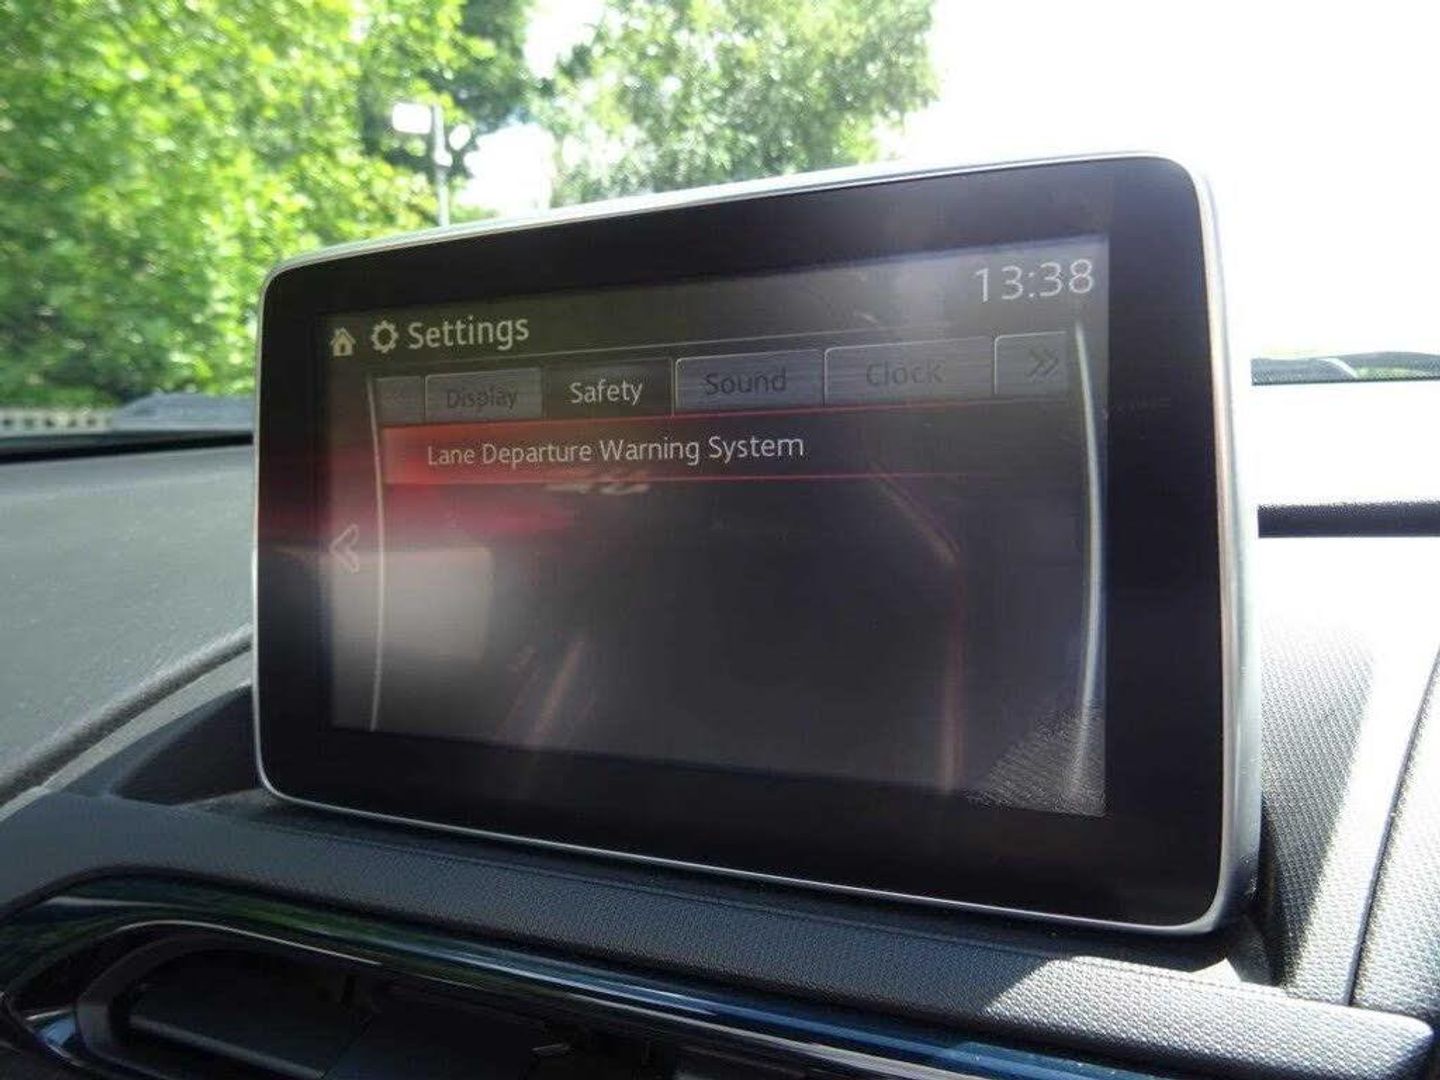 13:38
Settings
Display Safety Sound Clock
Lane Departure Warning System